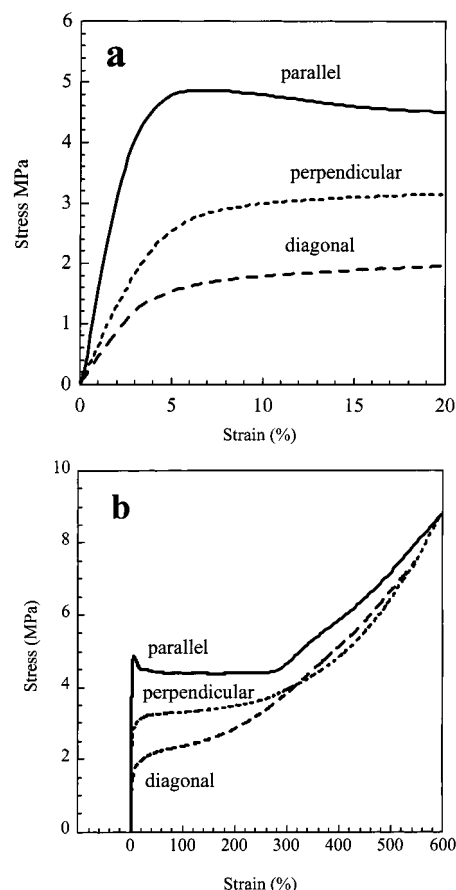 6
a
5
parallel
4
Stress MPa
perpendicular
3
diagonal
2
1
0
0 5 10 15 20
Strain (%)
10
b
8
Stress (MPa)
6
parallel
4
perpendicular
2
diagonal
0
0 100 200 300 400 500 600
Strain (%)